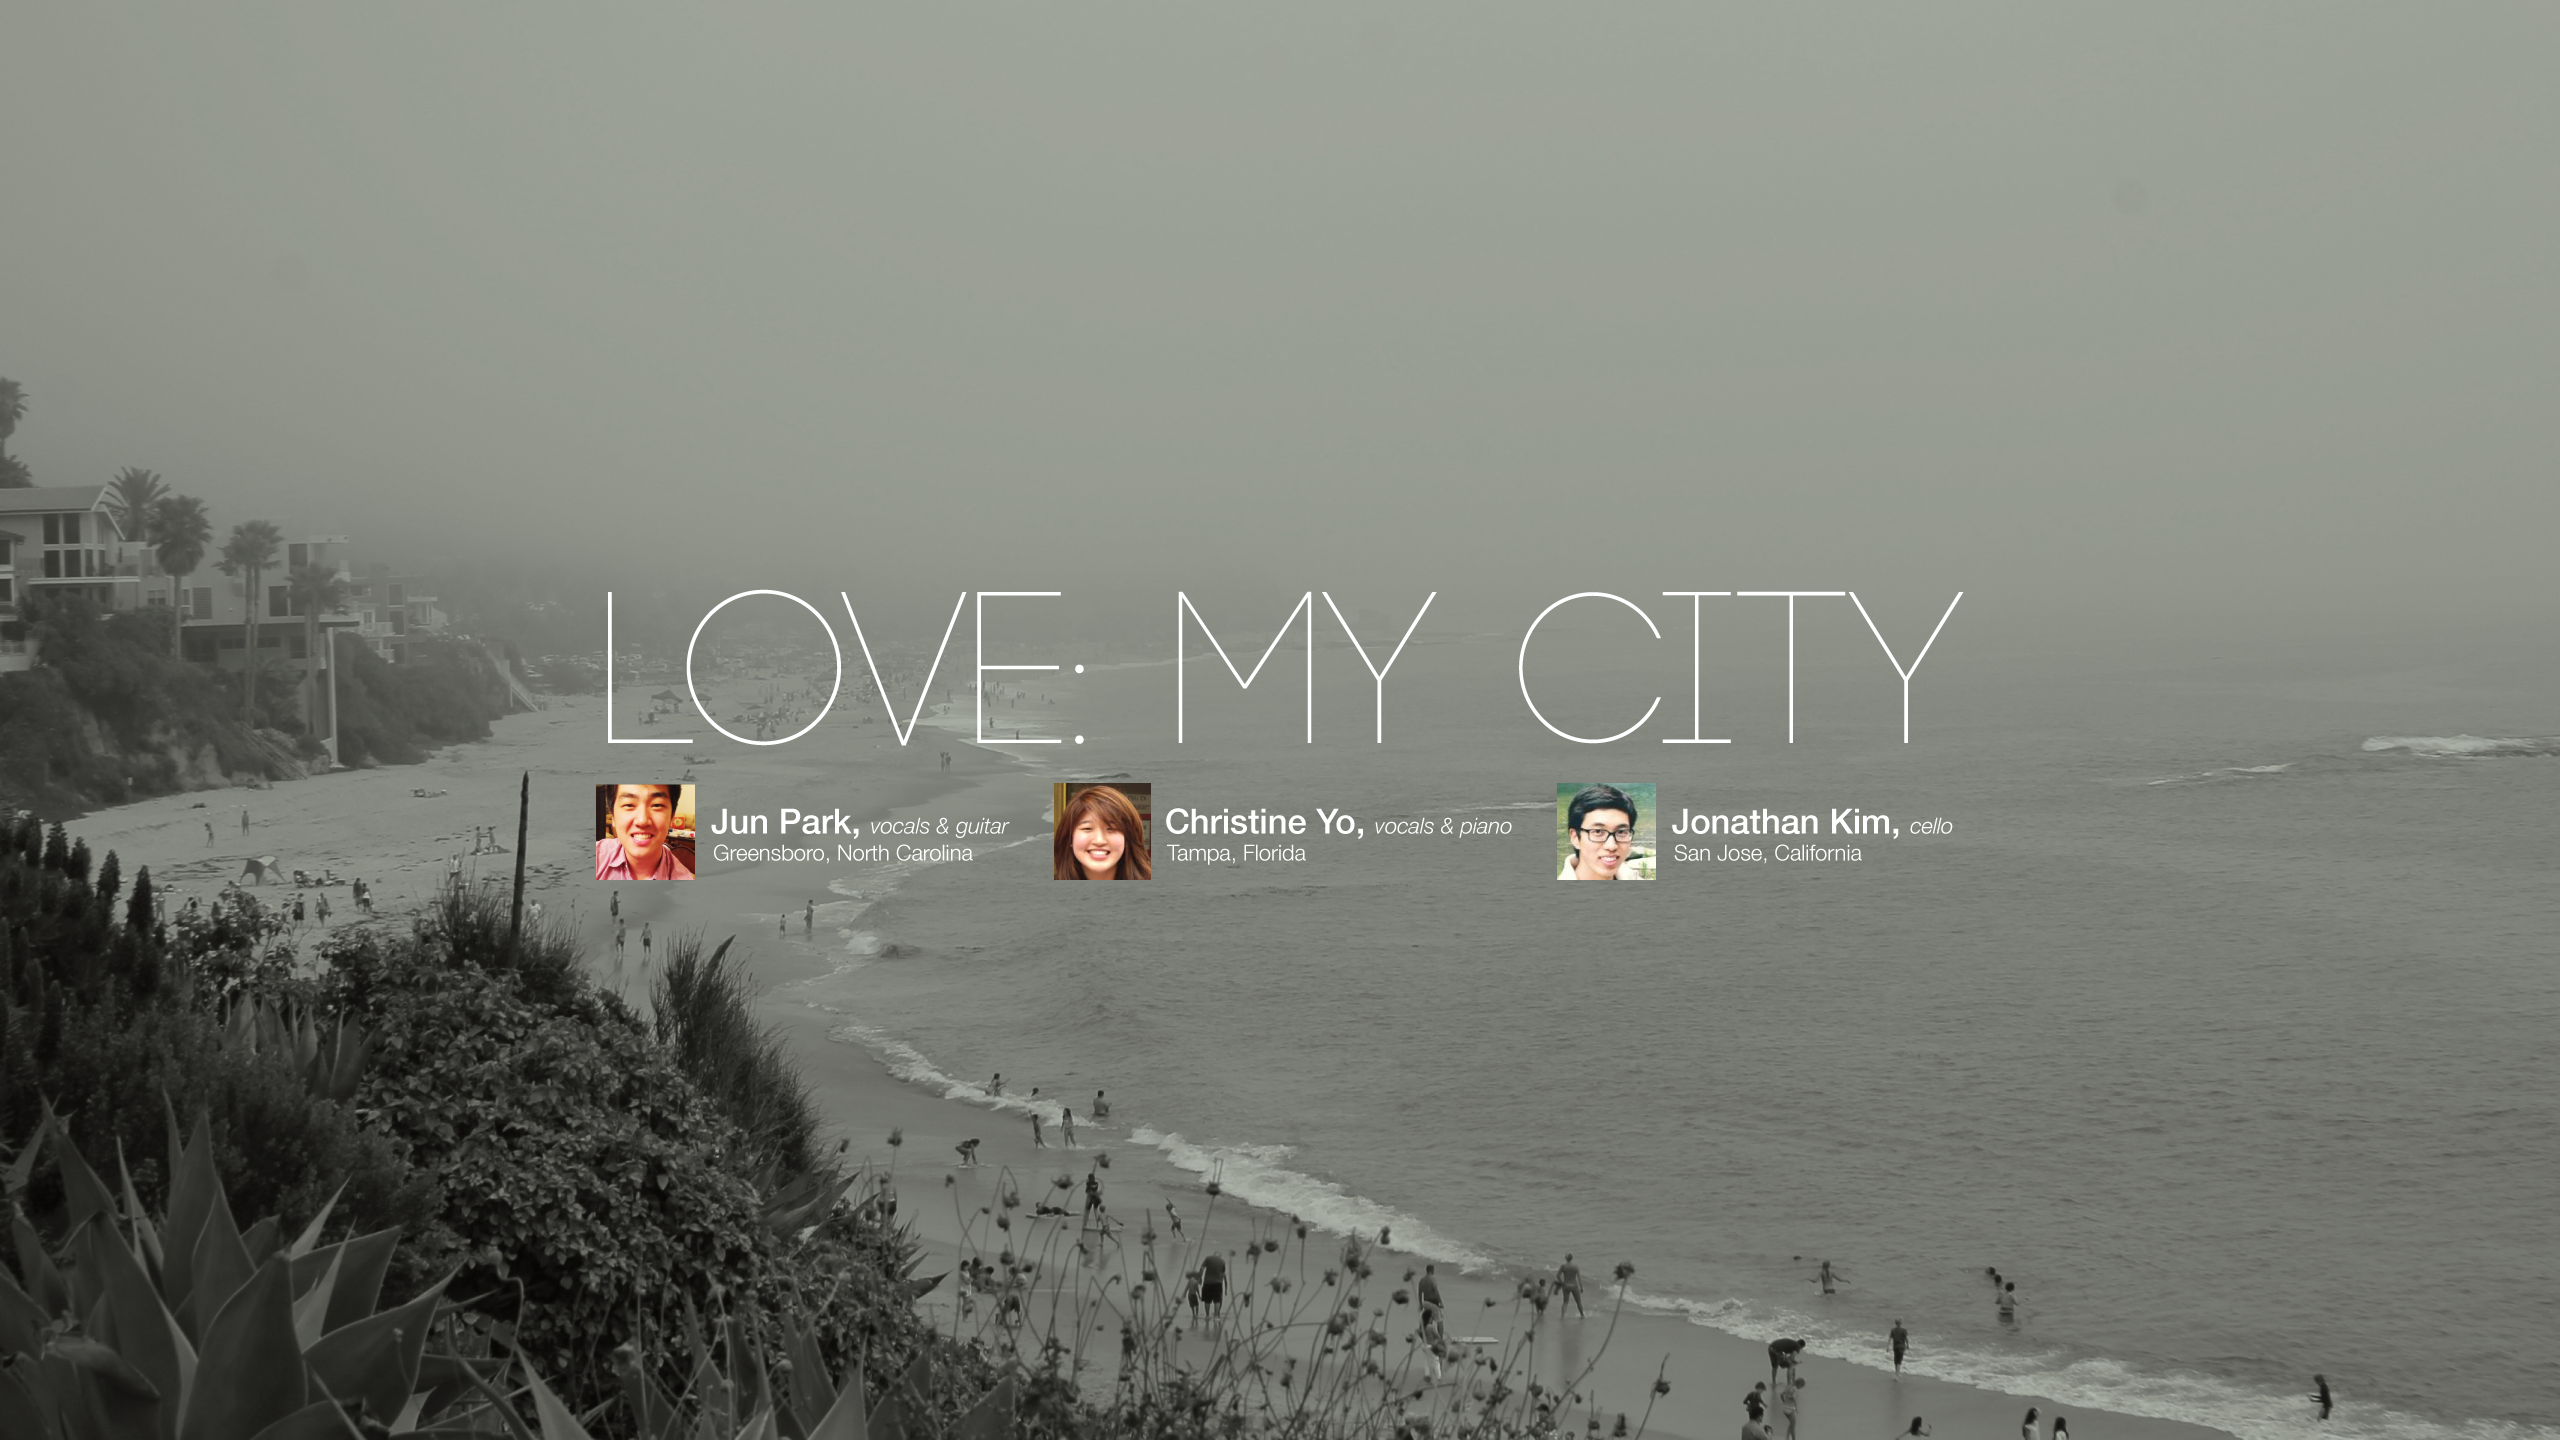 LOVE: MY CITY
Jun Park, vocals & guitar
Greensboro, North Carolina
Christine Yo, vocals & piano
Tampa, Florida
Jonathan Kim, cello
San Jose, California